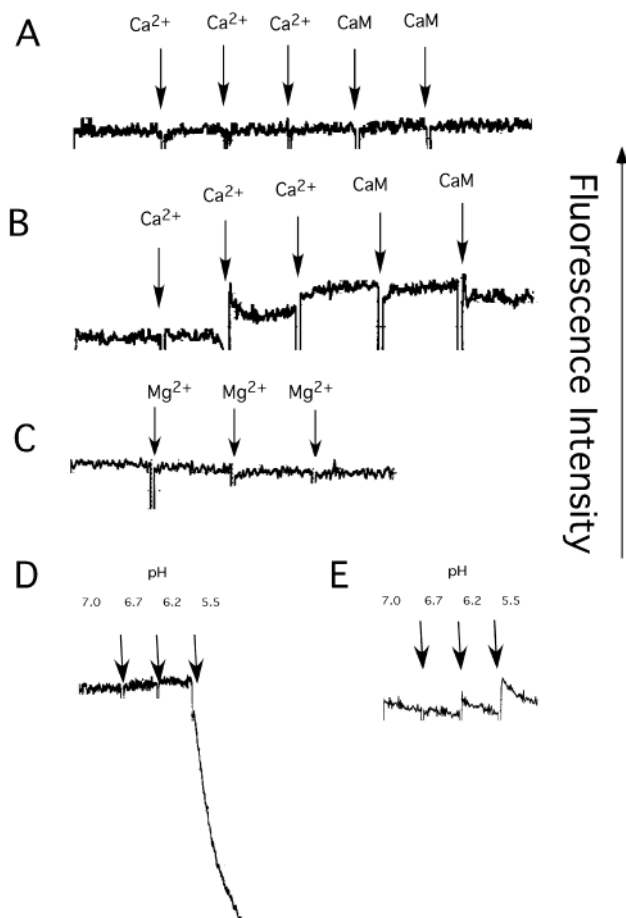 A
Ca²⁺ Ca²⁺ Ca²⁺ CaM CaM
B
Ca²⁺ Ca²⁺ Ca²⁺ CaM CaM
C
Mg²⁺ Mg²⁺ Mg²⁺
D
pH
7.0 6.7 6.2 5.5
E
pH
7.0 6.7 6.2 5.5
Fluorescence Intensity